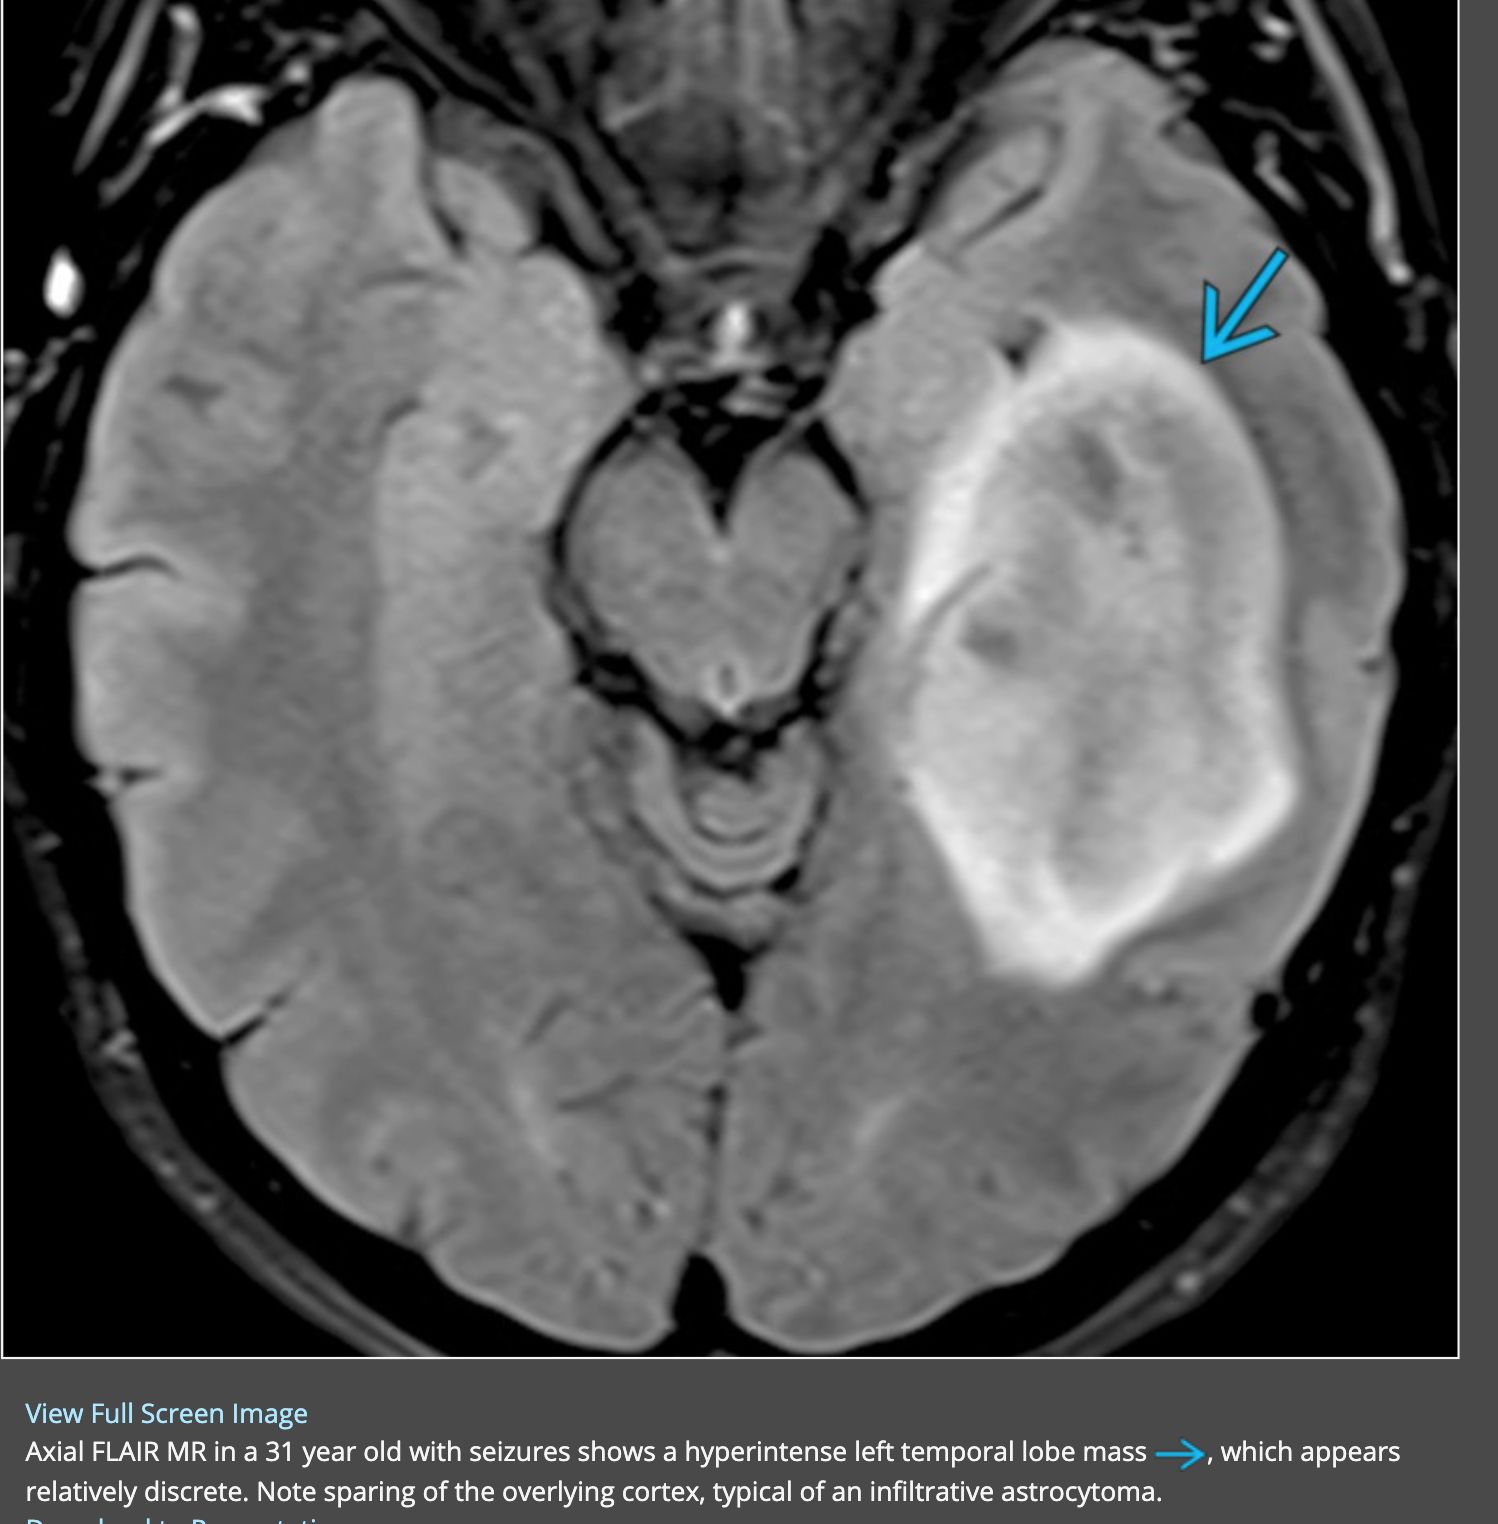 View Full Screen Image
Axial FLAIR MR in a 31 year old with seizures shows a hyperintense left temporal lobe mass →, which appears
relatively discrete. Note sparing of the overlying cortex, typical of an infiltrative astrocytoma.